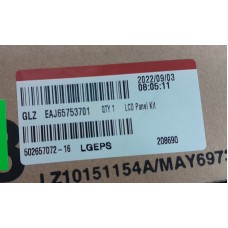 2022/09/03
08:05:11
GLZ EAJ65753701 QTY 1 LCD Panel Kit
502657072-16 LGEPS 208690
LZ10151154A/MAY6973